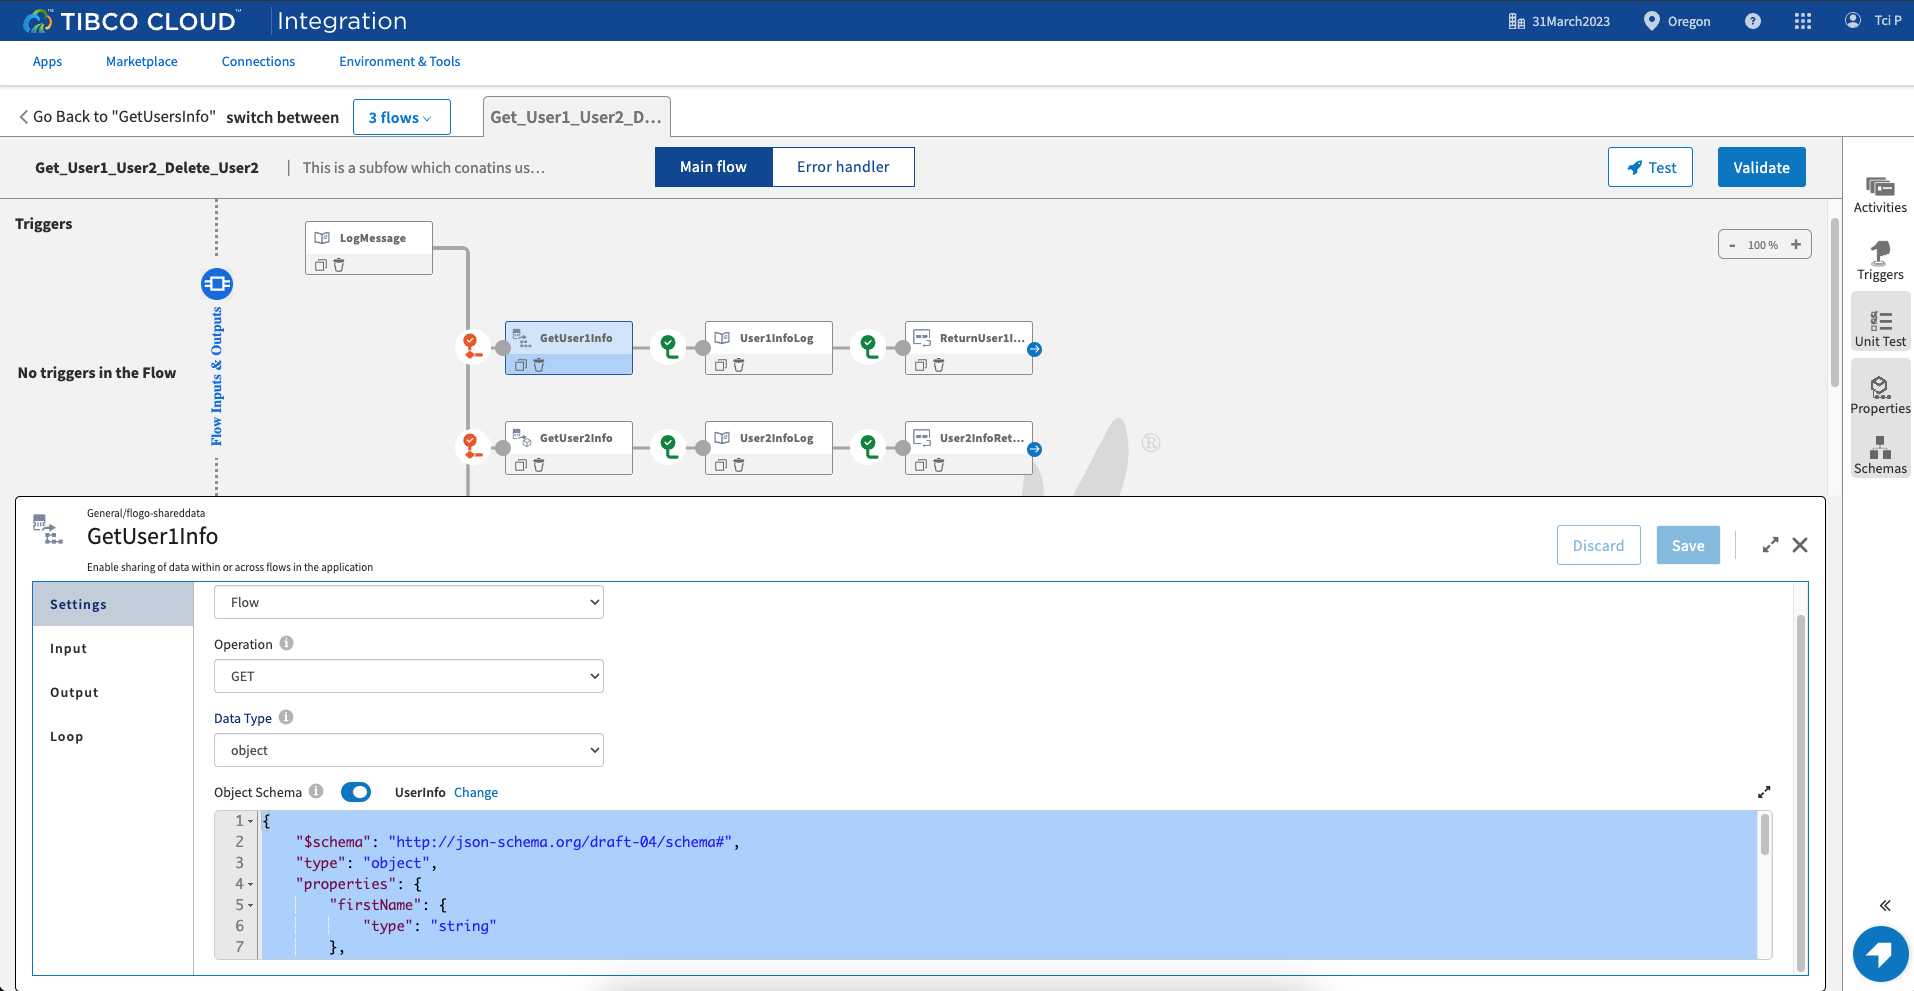 TIBCO CLOUD™ Integration
31March2023
Oregon
?
Tci P
Apps
Marketplace
Connections
Environment & Tools
Go Back to "GetUsersInfo"
switch between
3 flows
Get_User1_User2_D...
Get_User1_User2_Delete_User2
| This is a subfow which conatins us...
Main flow
Error handler
Test
Validate
Activities
Triggers
Unit Test
Properties
Schemas
Triggers
No triggers in the Flow
Flow Inputs & Outputs
- 100 % +
LogMessage
GetUser1Info
User1InfoLog
ReturnUser1I...
GetUser2Info
User2InfoLog
User2InfoRet...
®
General/flogo-shareddata
GetUser1Info
Enable sharing of data within or across flows in the application
Discard
Save
Settings
Input
Output
Loop
Flow
Operation
GET
Data Type
object
Object Schema
UserInfo
Change
1 {
2 "$schema": "http://json-schema.org/draft-04/schema#",
3 "type": "object",
4 "properties": {
5 "firstName": {
6 "type": "string"
7 },